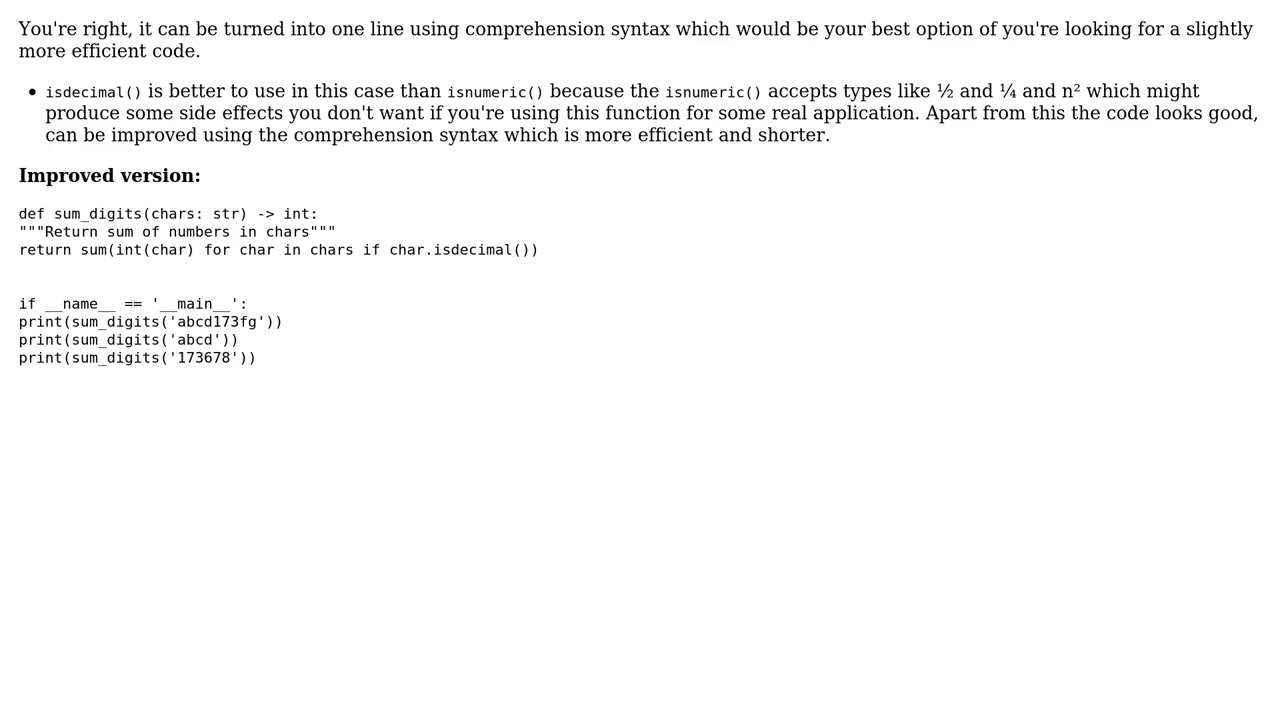 You're right, it can be turned into one line using comprehension syntax which would be your best option of you're looking for a slightly
more efficient code.
• isdecimal() is better to use in this case than isnumeric() because the isnumeric() accepts types like ½ and ¼ and n² which might
produce some side effects you don't want if you're using this function for some real application. Apart from this the code looks good,
can be improved using the comprehension syntax which is more efficient and shorter.
Improved version:
def sum_digits(chars: str) -> int:
"""Return sum of numbers in chars"""
return sum(int(char) for char in chars if char.isdecimal())
if __name__ == '__main__':
print(sum_digits('abcd173fg'))
print(sum_digits('abcd'))
print(sum_digits('173678'))